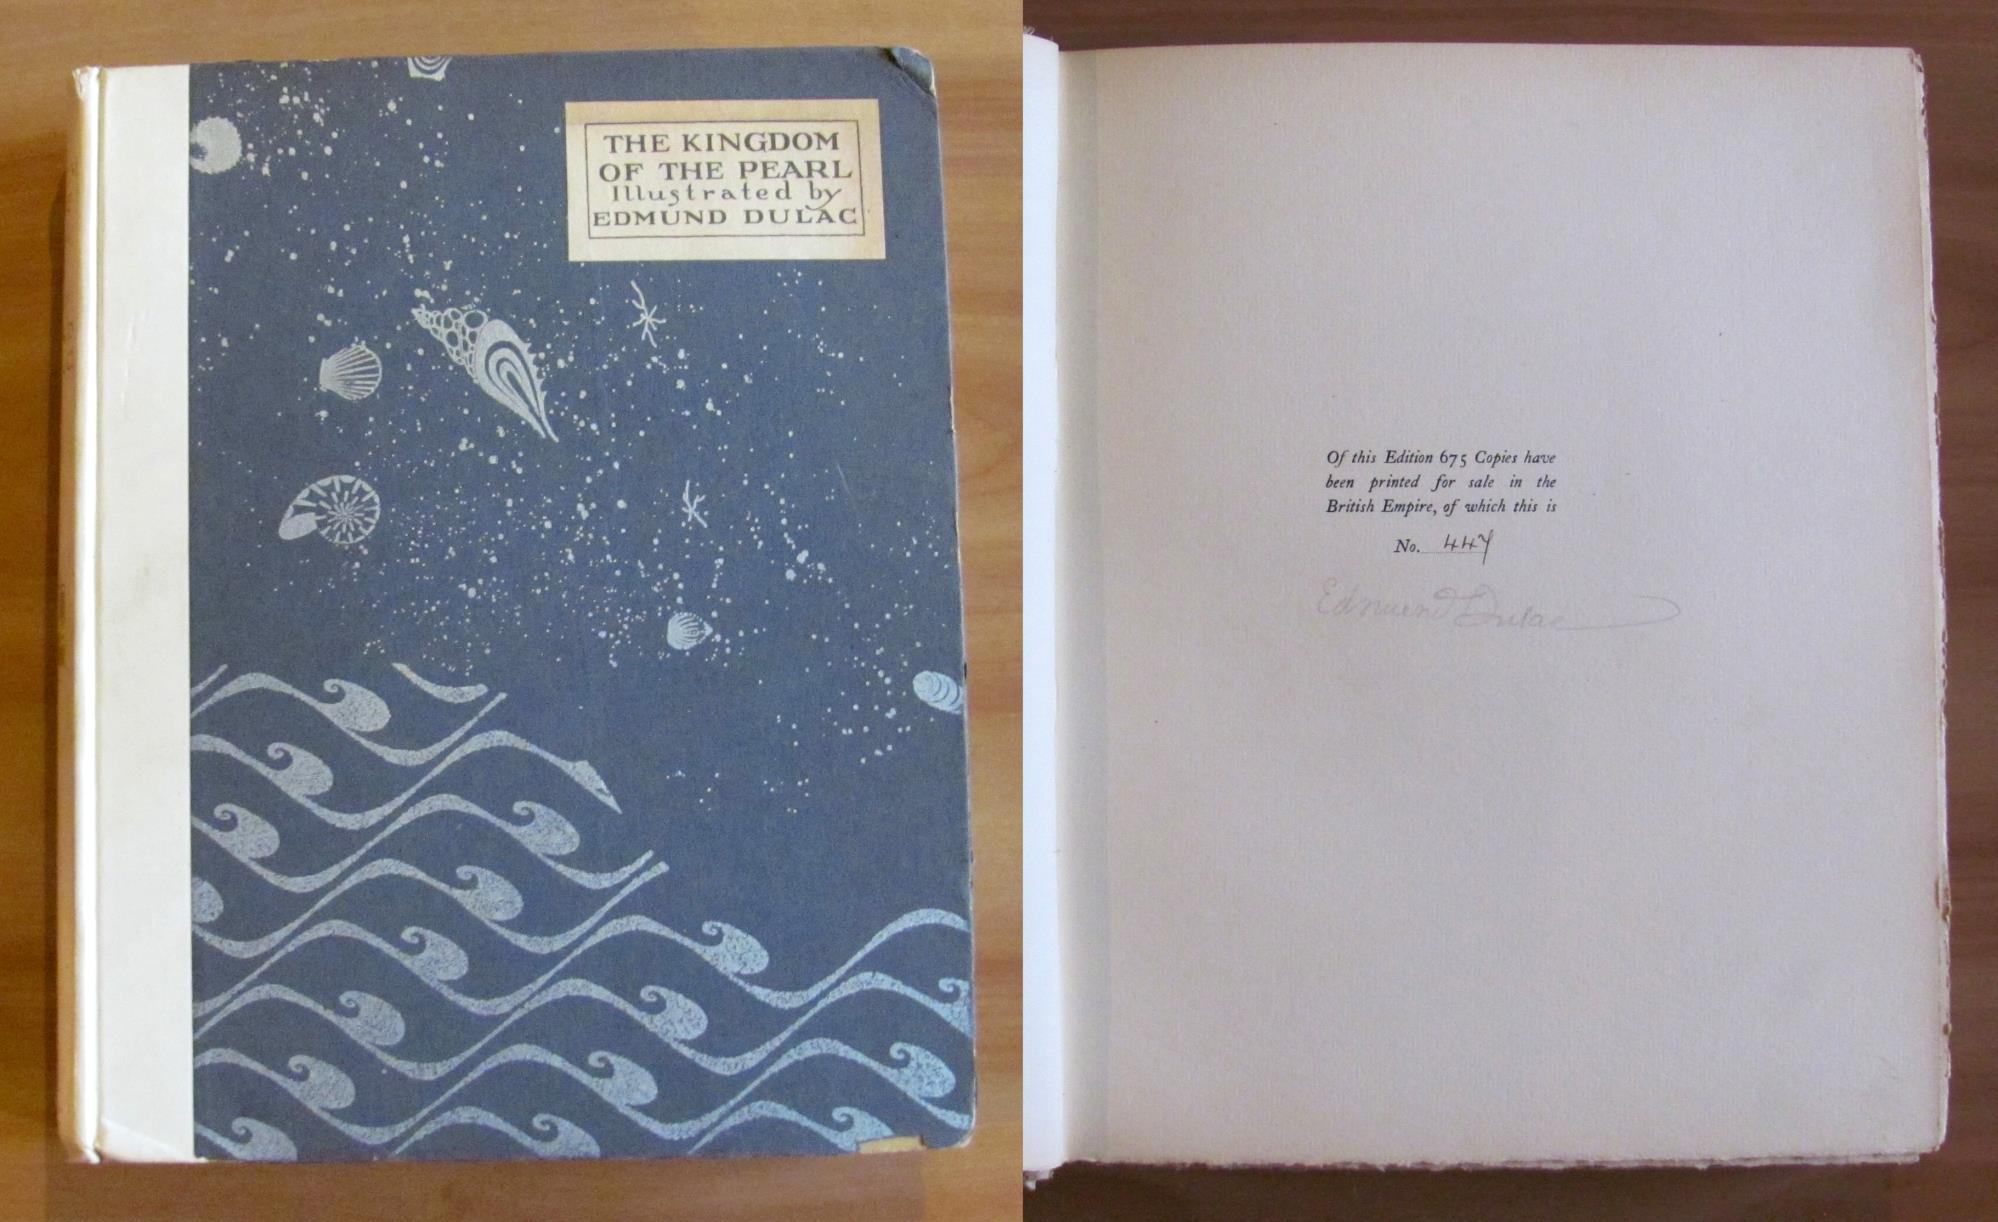 THE KINGDOM
OF THE PEARL
Illustrated by
EDMUND DULAC
Of this Edition 675 Copies have
been printed for sale in the
British Empire, of which this is
No. 447
Edmund Dulac